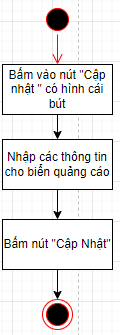 Bấm vào nút "Cập
nhật " có hình cái
bút
Nhập các thông tin
cho biển quảng cáo
Bấm nút "Cập Nhật"